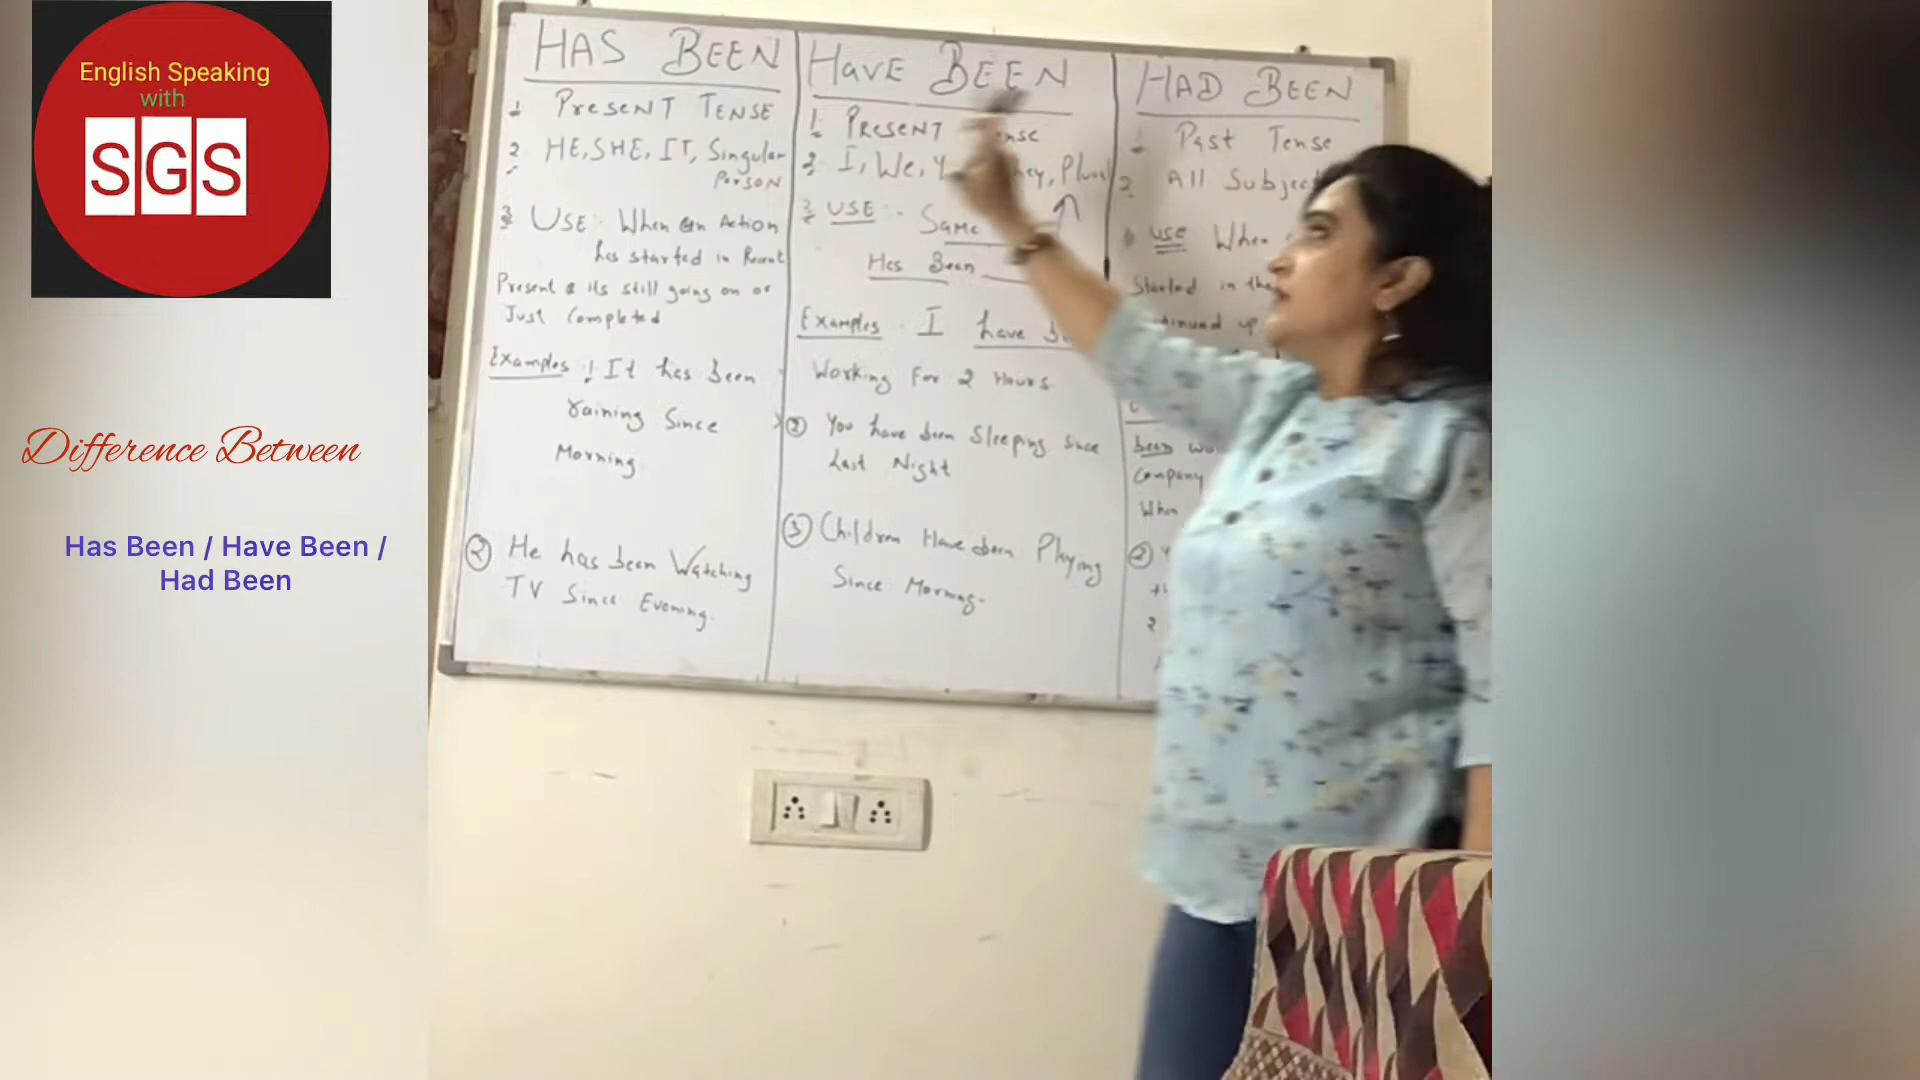 English Speaking
with
SGS
Difference Between
Has Been / Have Been /
Had Been
HAS BEEN
1 PRESENT TENSE
2 HE, SHE, IT, Singular
PERSON
3 USE: When an Action
has started in Recent
Present & its still going on or
Just Completed
Examples 1 It has been
raining Since
Morning
2 He has been Watching
TV Since Evening.
HAVE BEEN
1 PRESENT
2 I, We, Plural
3 USE :- Same
Has Been
Examples . I have
Working For 2 Hours.
2 You have been Sleeping Since
Last Night
3 Children Have been Playing
Since Morning.
HAD BEEN
1 Past Tense
2 All
USE When
Started in the
up
been
Company
When
2
2